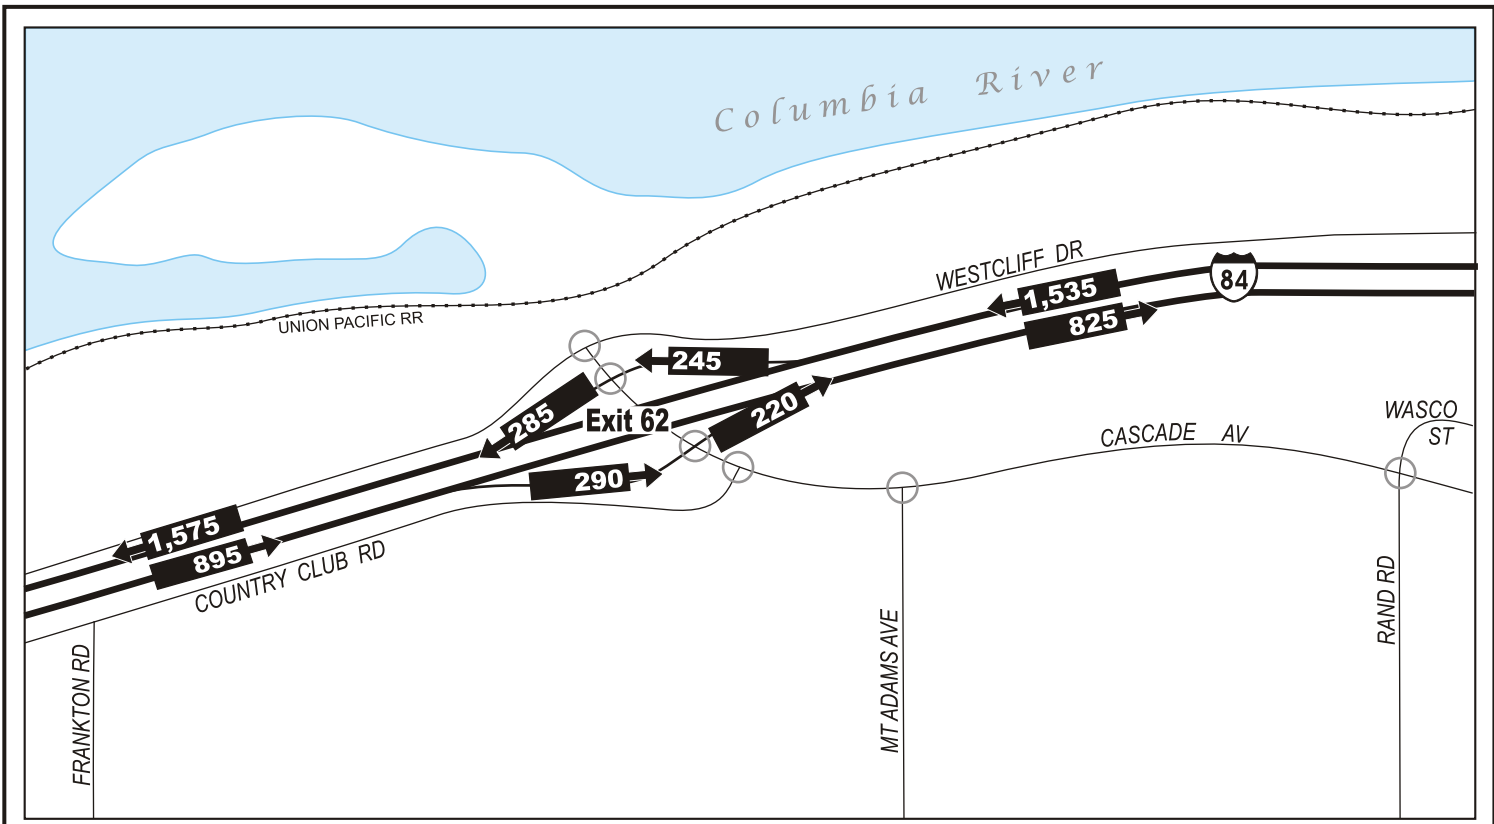 Columbia River
WESTCLIFF DR
84
1,535
825
UNION PACIFIC RR
245
285
Exit 62
220
290
WASCO
ST
CASCADE AV
1,575
895
COUNTRY CLUB RD
FRANKTON RD
MT ADAMS AVE
RAND RD